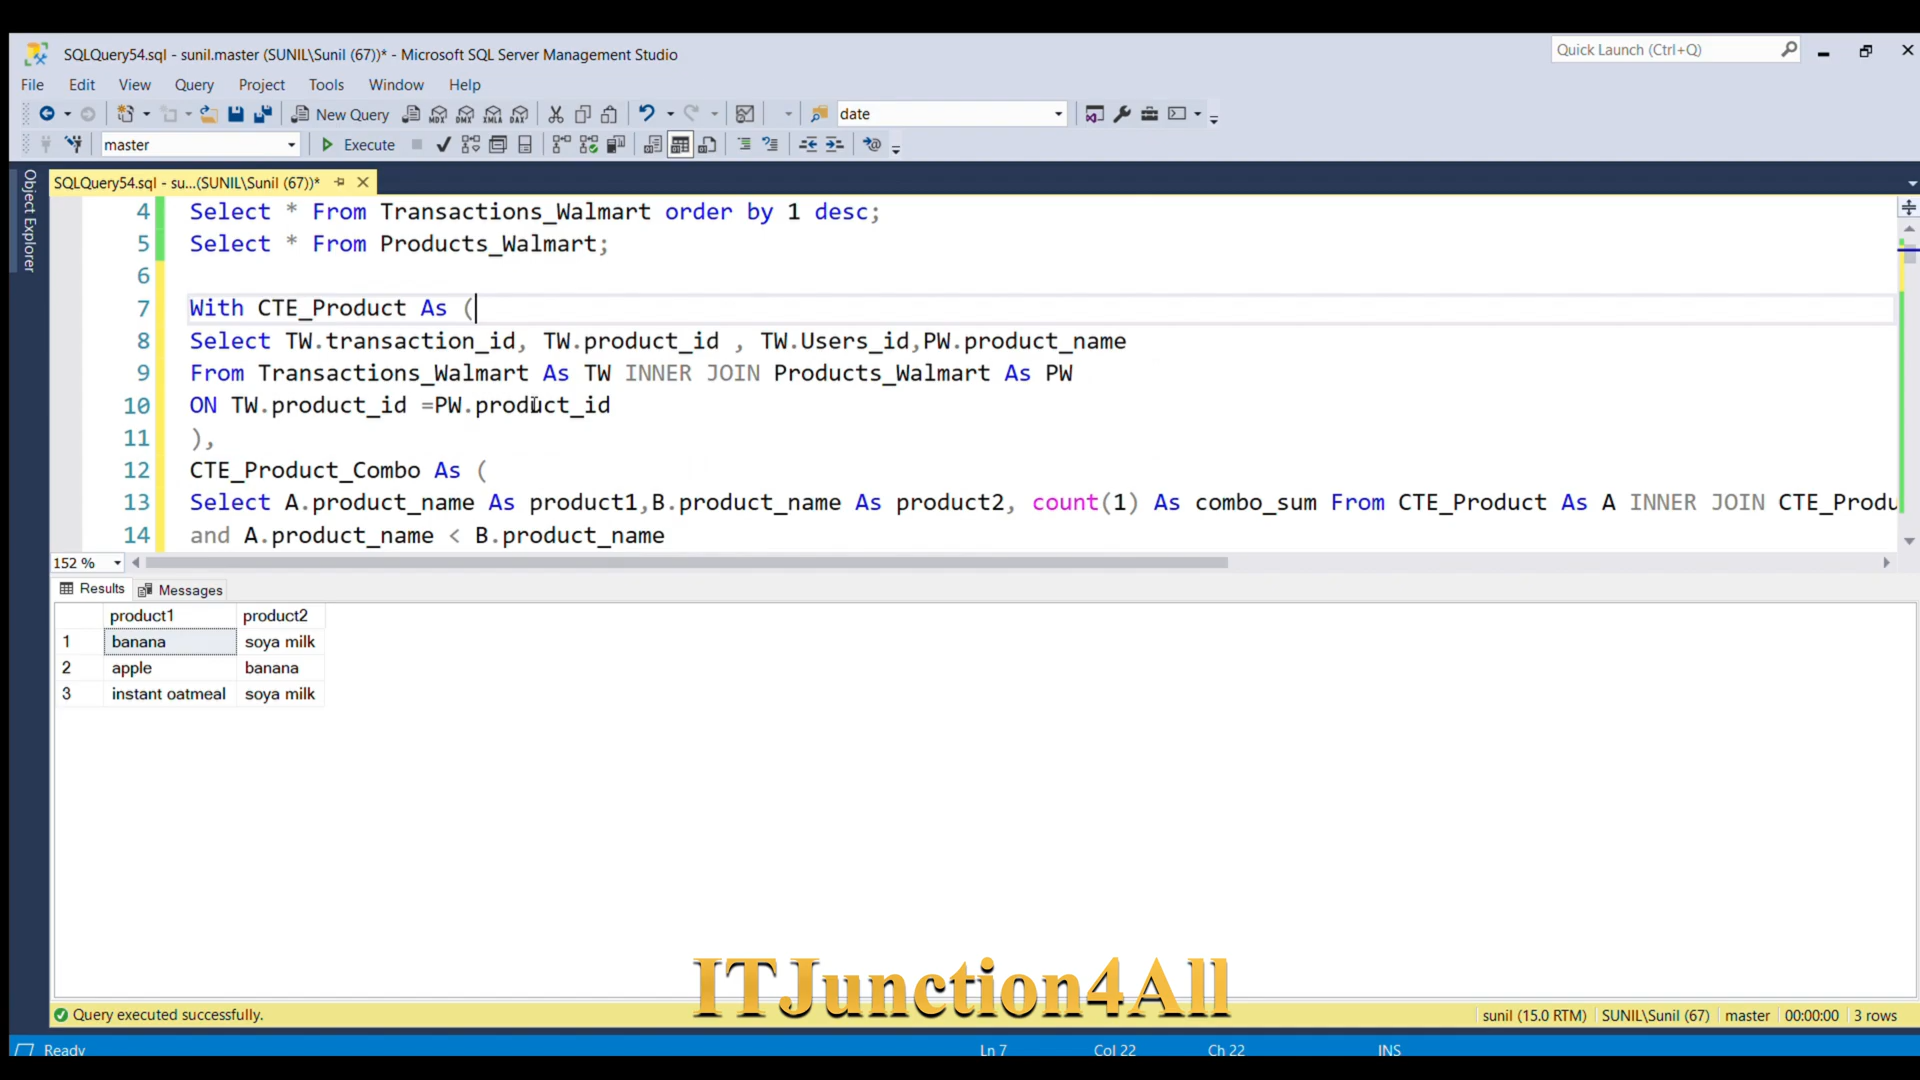 SQLQuery54.sql - sunil.master (SUNIL\Sunil (67))* - Microsoft SQL Server Management Studio
Quick Launch (Ctrl+Q)
File Edit View Query Project Tools Window Help
New Query
date
master
Execute
Object Explorer
SQLQuery54.sql - su...(SUNIL\Sunil (67))*
4 Select * From Transactions_Walmart order by 1 desc;
5 Select * From Products_Walmart;
6
7 With CTE_Product As (
8 Select TW.transaction_id, TW.product_id , TW.Users_id,PW.product_name
9 From Transactions_Walmart As TW INNER JOIN Products_Walmart As PW
10 ON TW.product_id =PW.product_id
11 ),
12 CTE_Product_Combo As (
13 Select A.product_name As product1,B.product_name As product2, count(1) As combo_sum From CTE_Product As A INNER JOIN CTE_Produ
14 and A.product_name < B.product_name
152 %
Results Messages
product1 product2
1 banana soya milk
2 apple banana
3 instant oatmeal soya milk
ITJunction4All
Query executed successfully.
sunil (15.0 RTM) SUNIL\Sunil (67) master 00:00:00 3 rows
Ready Ln 7 Col 22 Ch 22 INS